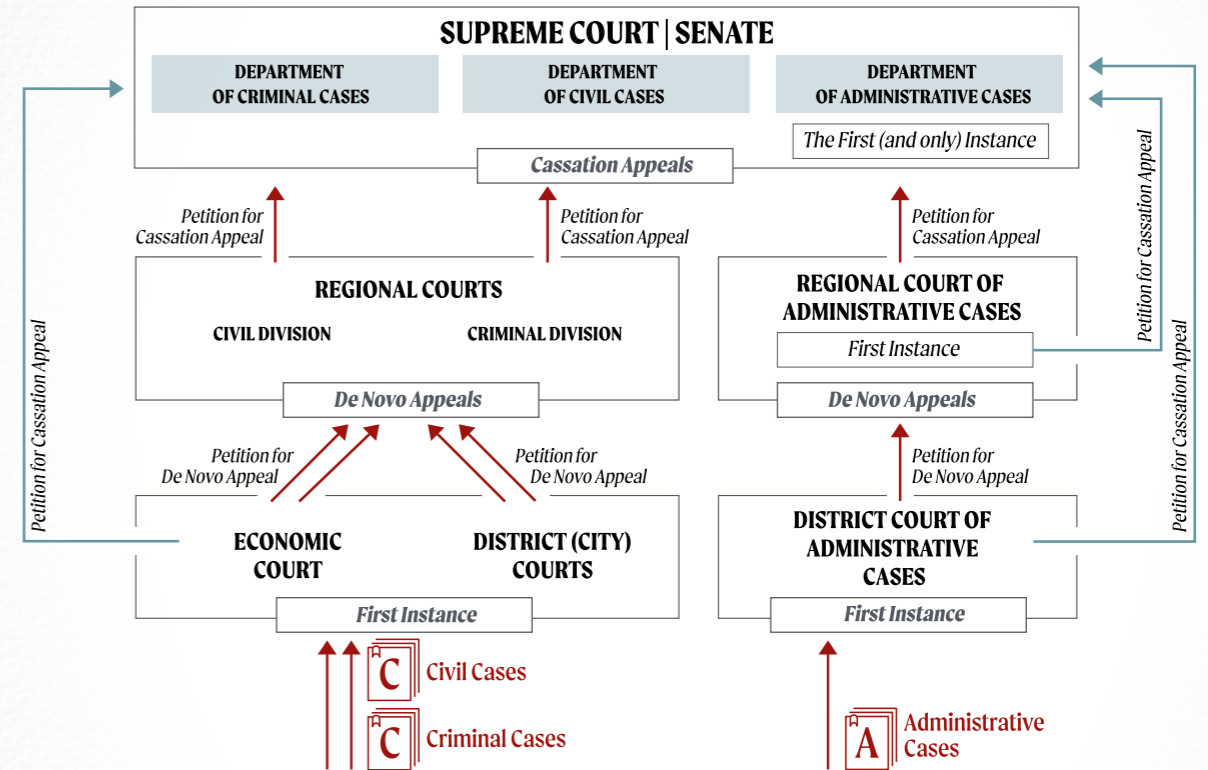 SUPREME COURT | SENATE
DEPARTMENT
OF CRIMINAL CASES
DEPARTMENT
OF CIVIL CASES
DEPARTMENT
OF ADMINISTRATIVE CASES
The First (and only) Instance
Cassation Appeals
Petition for
Cassation Appeal
Petition for
Cassation Appeal
Petition for
Cassation Appeal
Petition for Cassation Appeal
REGIONAL COURTS
CIVIL DIVISION
CRIMINAL DIVISION
De Novo Appeals
REGIONAL COURT OF
ADMINISTRATIVE CASES
First Instance
De Novo Appeals
Petition for Cassation Appeal
Petition for Cassation Appeal
Petition for
De Novo Appeal
Petition for
De Novo Appeal
Petition for
De Novo Appeal
ECONOMIC
COURT
DISTRICT (CITY)
COURTS
First Instance
DISTRICT COURT OF
ADMINISTRATIVE
CASES
First Instance
C
Civil Cases
C
Criminal Cases
A
Administrative
Cases